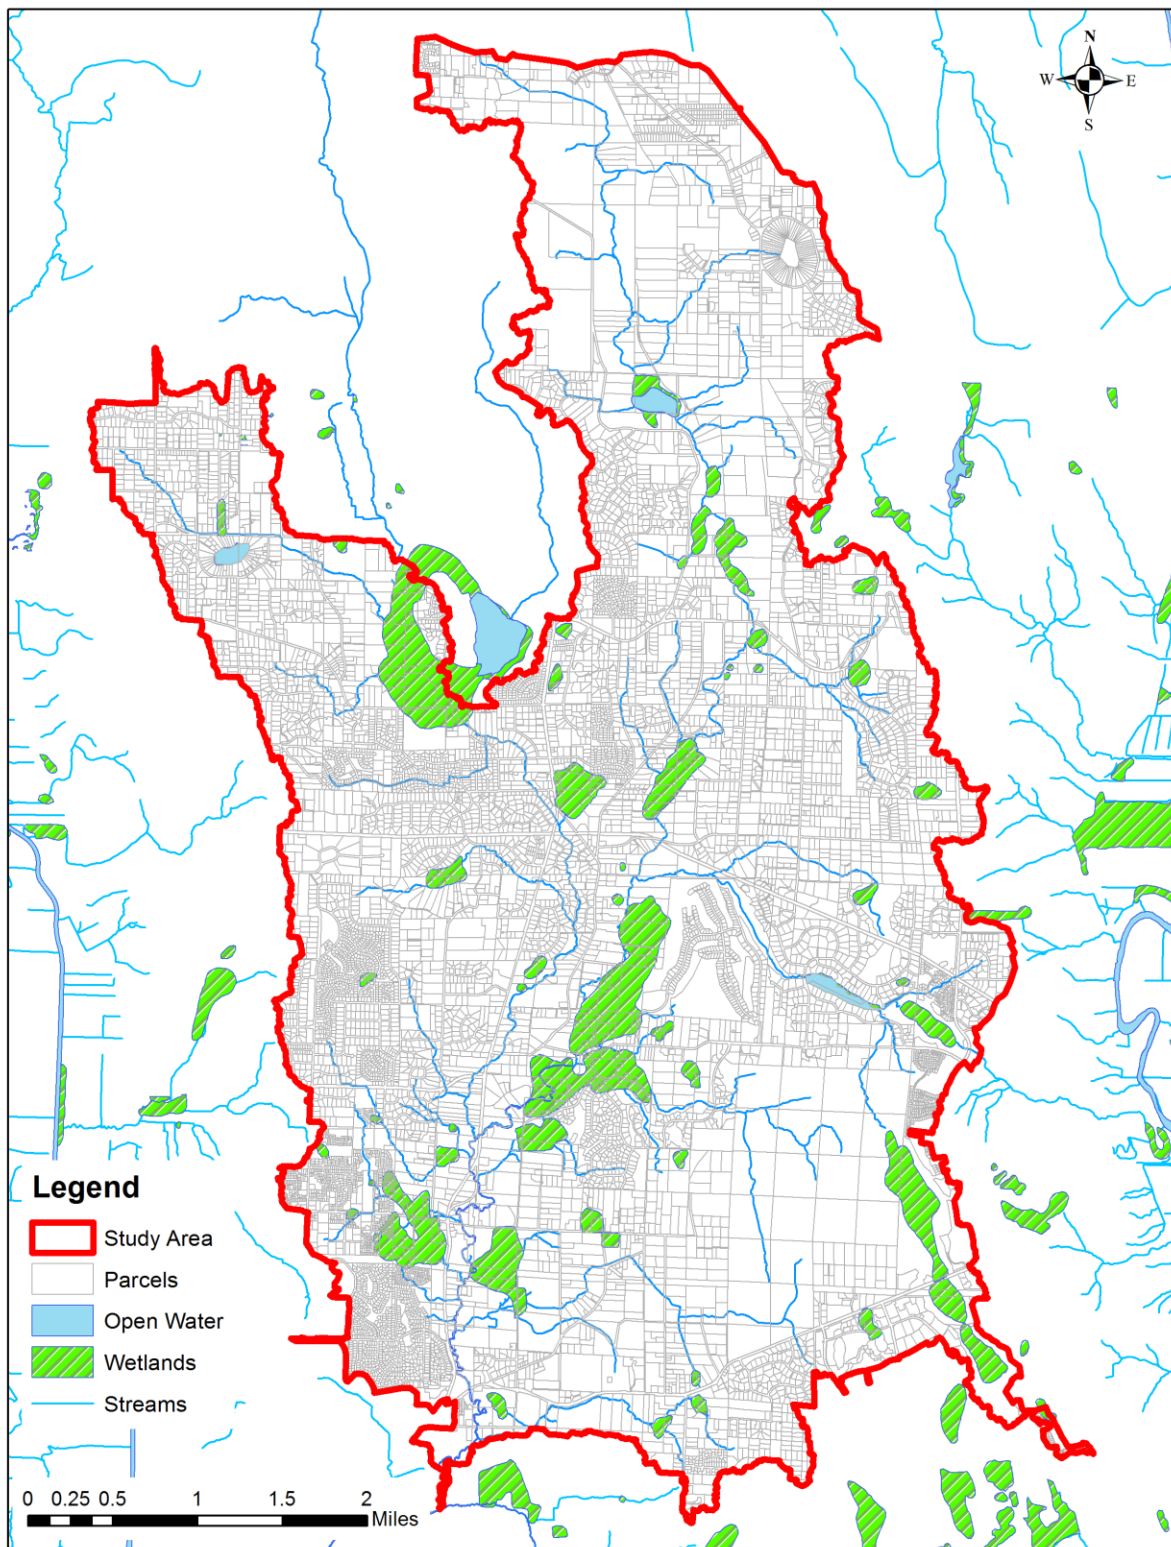 N
W E
S
Legend
Study Area
Parcels
Open Water
Wetlands
Streams
0 0.25 0.5 1 1.5 2
Miles